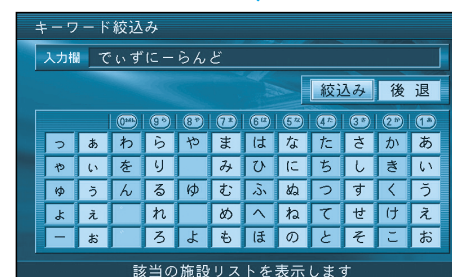 キーワード絞込み
入力欄 でぃずにーらんど
絞込み 後 退
0 9 8 7 6 5 4 3 2 1
っ ぁ わ ら や ま は な た さ か あ
ゃ ぃ を り み ひ に ち し き い
ゅ ぅ ん る ゆ む ふ ぬ つ す く う
ょ ぇ れ め へ ね て せ け え
ー ぉ ろ よ も ほ の と そ こ お
該当の施設リストを表示します